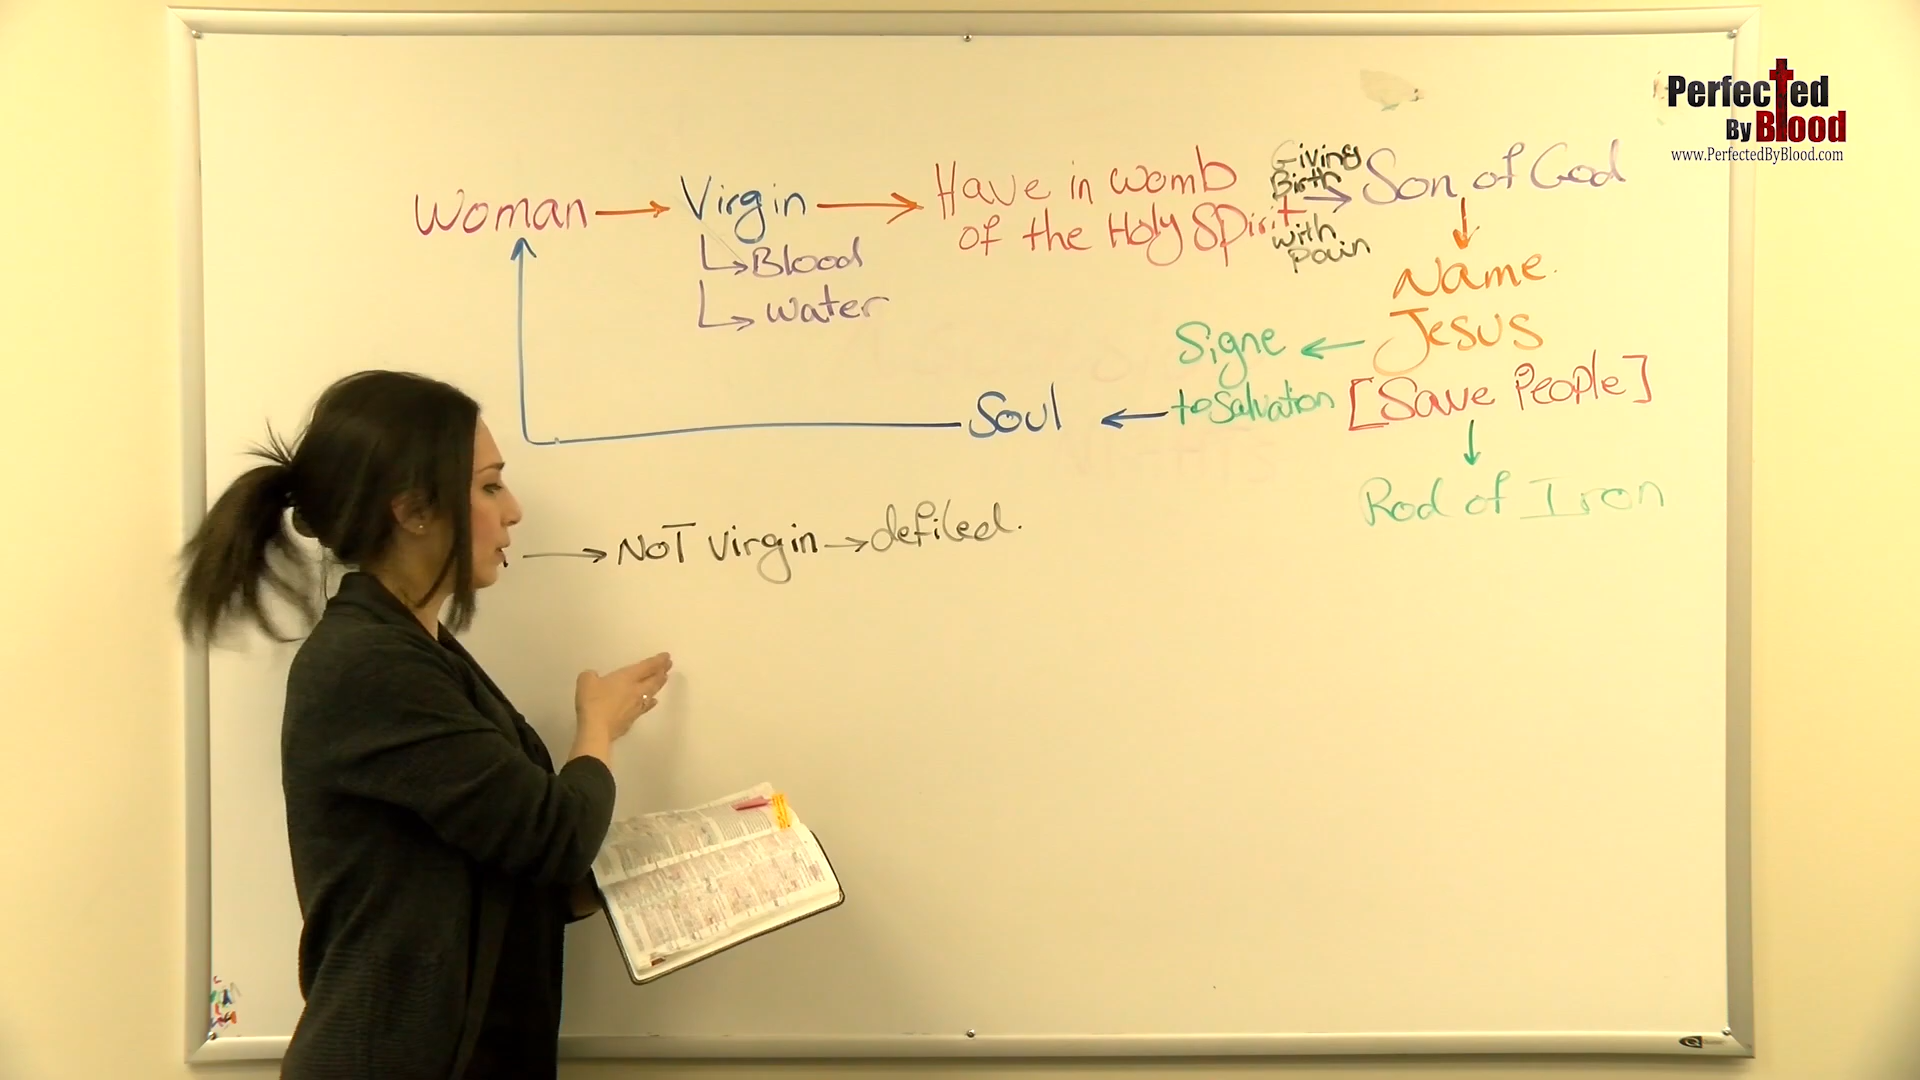 Perfected
By Blood
www.PerfectedByBlood.com
Woman → Virgin → Have in womb
of the Holy Spirit
Giving
Birth
with
Pain
→ Son of God
↳ Blood
↳ Water
Name
Jesus
Signe ←
[Save People]
to Salvation
Soul ←
Rod of Iron
→ NOT Virgin → defiled.